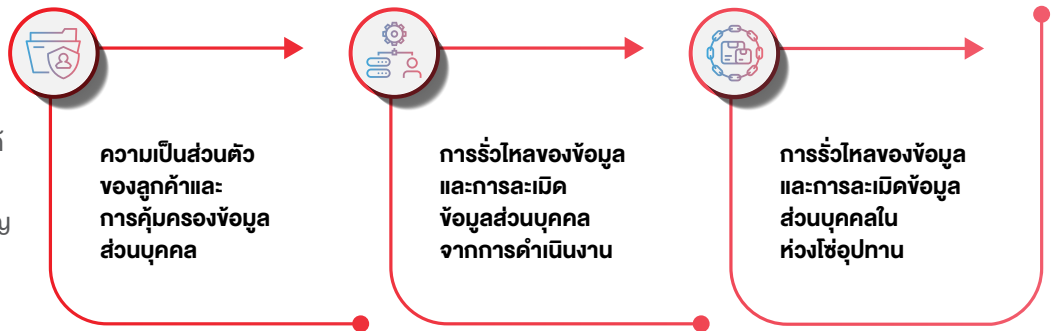 ความเป็นส่วนตัว
ของลูกค้าและ
การคุ้มครองข้อมูล
ส่วนบุคคล
การรั่วไหลของข้อมูล
และการละเมิด
ข้อมูลส่วนบุคคล
จากการดำเนินงาน
การรั่วไหลของข้อมูล
และการละเมิดข้อมูล
ส่วนบุคคลใน
ห่วงโซ่อุปทาน